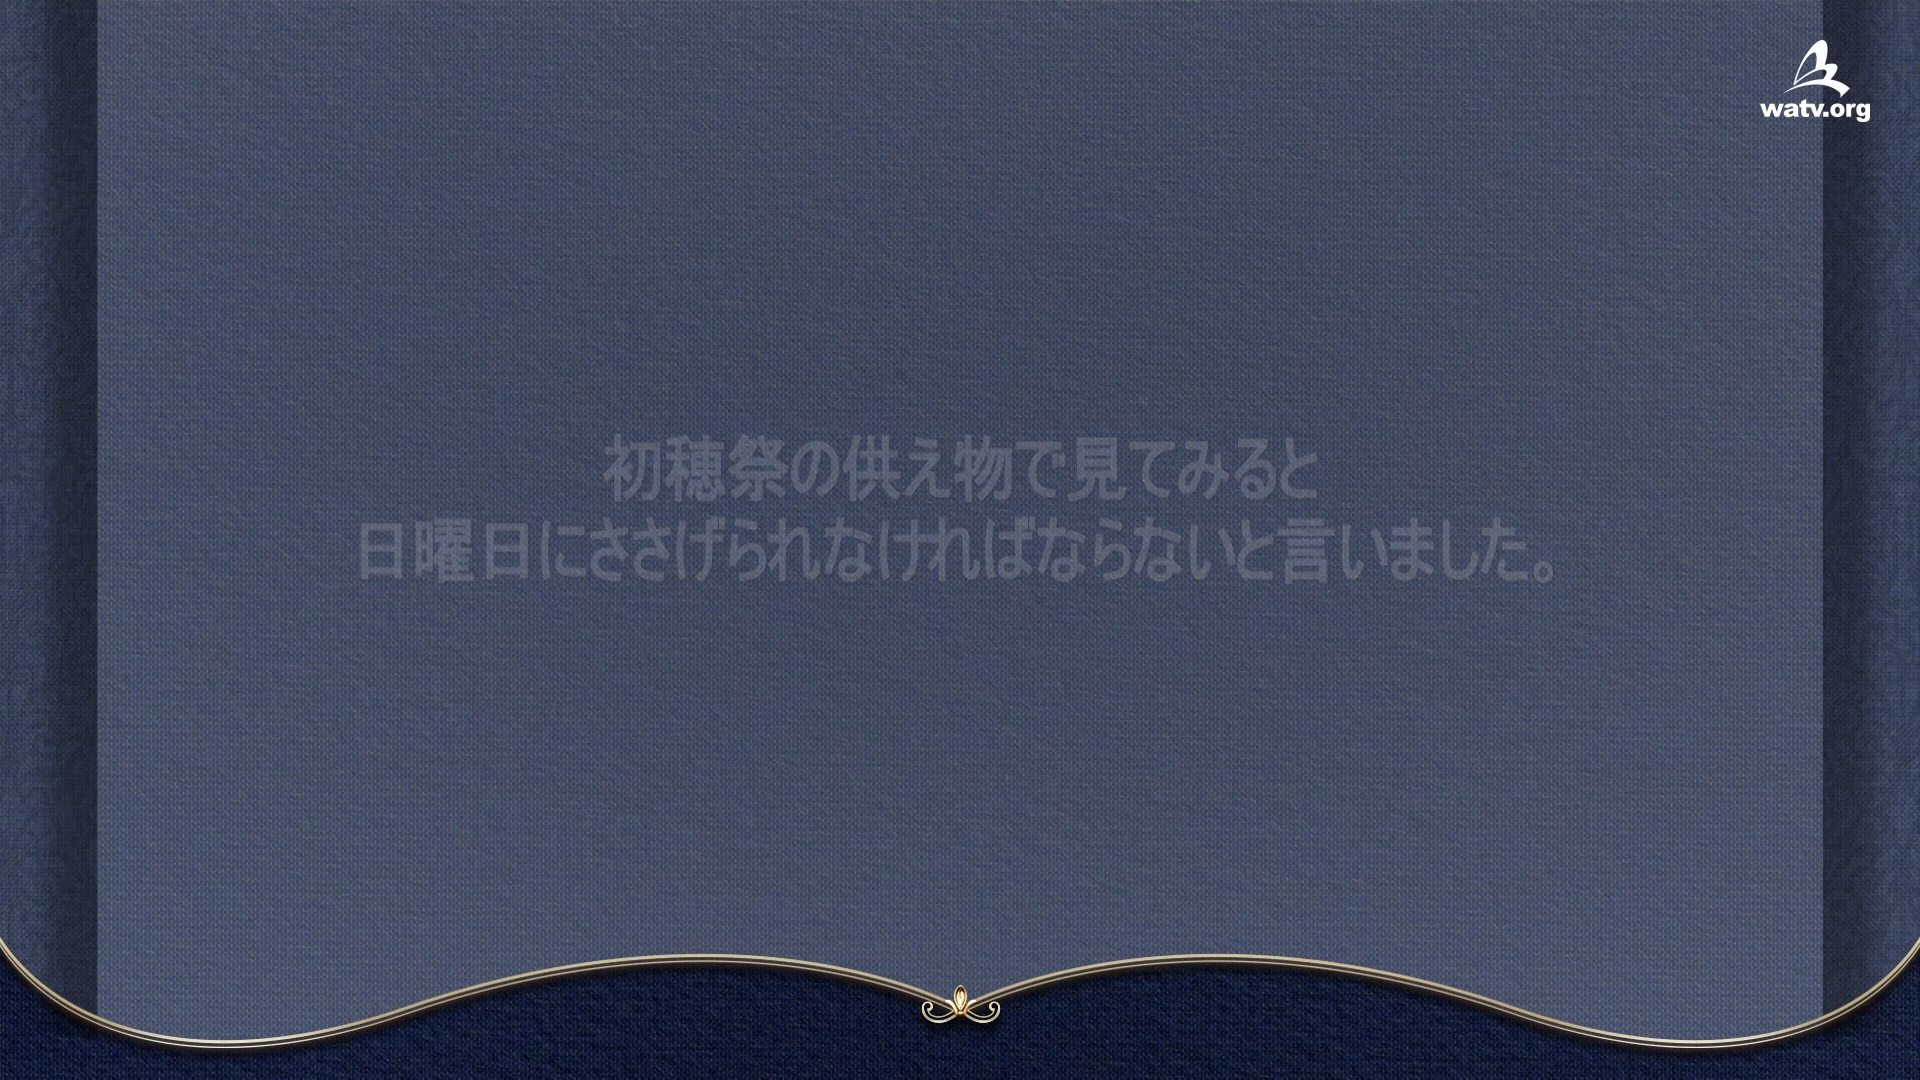 watv.org
初穂祭の供え物で見てみると
日曜日にささげられなければならないと言いました。